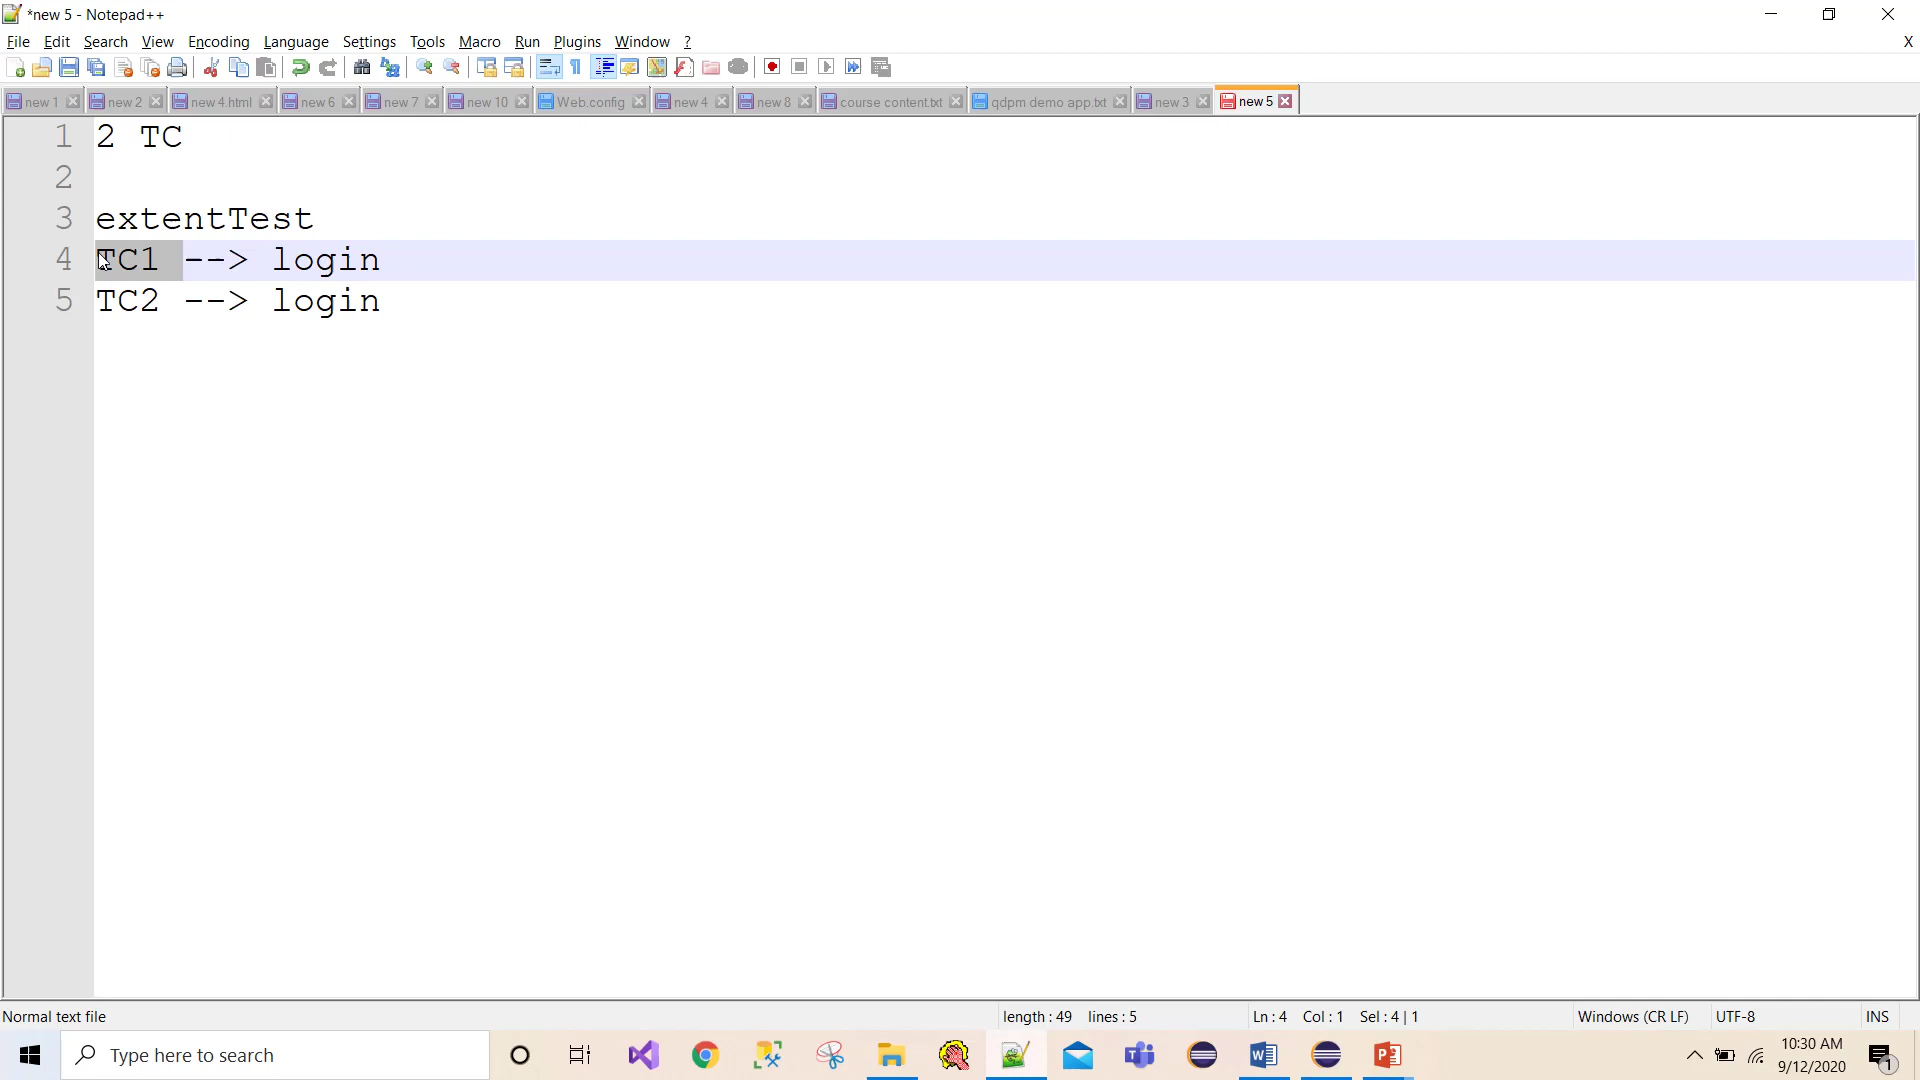 *new 5 - Notepad++
File Edit Search View Encoding Language Settings Tools Macro Run Plugins Window ? X
new 1 new 2 new 4.html new 6 new 7 new 10 Web.config new 4 new 8 course content.txt qdpm demo app.txt new 3 new 5
1 2 TC
2
3 extentTest
4 TC1 --> login
5 TC2 --> login
Normal text file length : 49 lines : 5 Ln : 4 Col : 1 Sel : 4 | 1 Windows (CR LF) UTF-8 INS
Type here to search
10:30 AM
9/12/2020
1